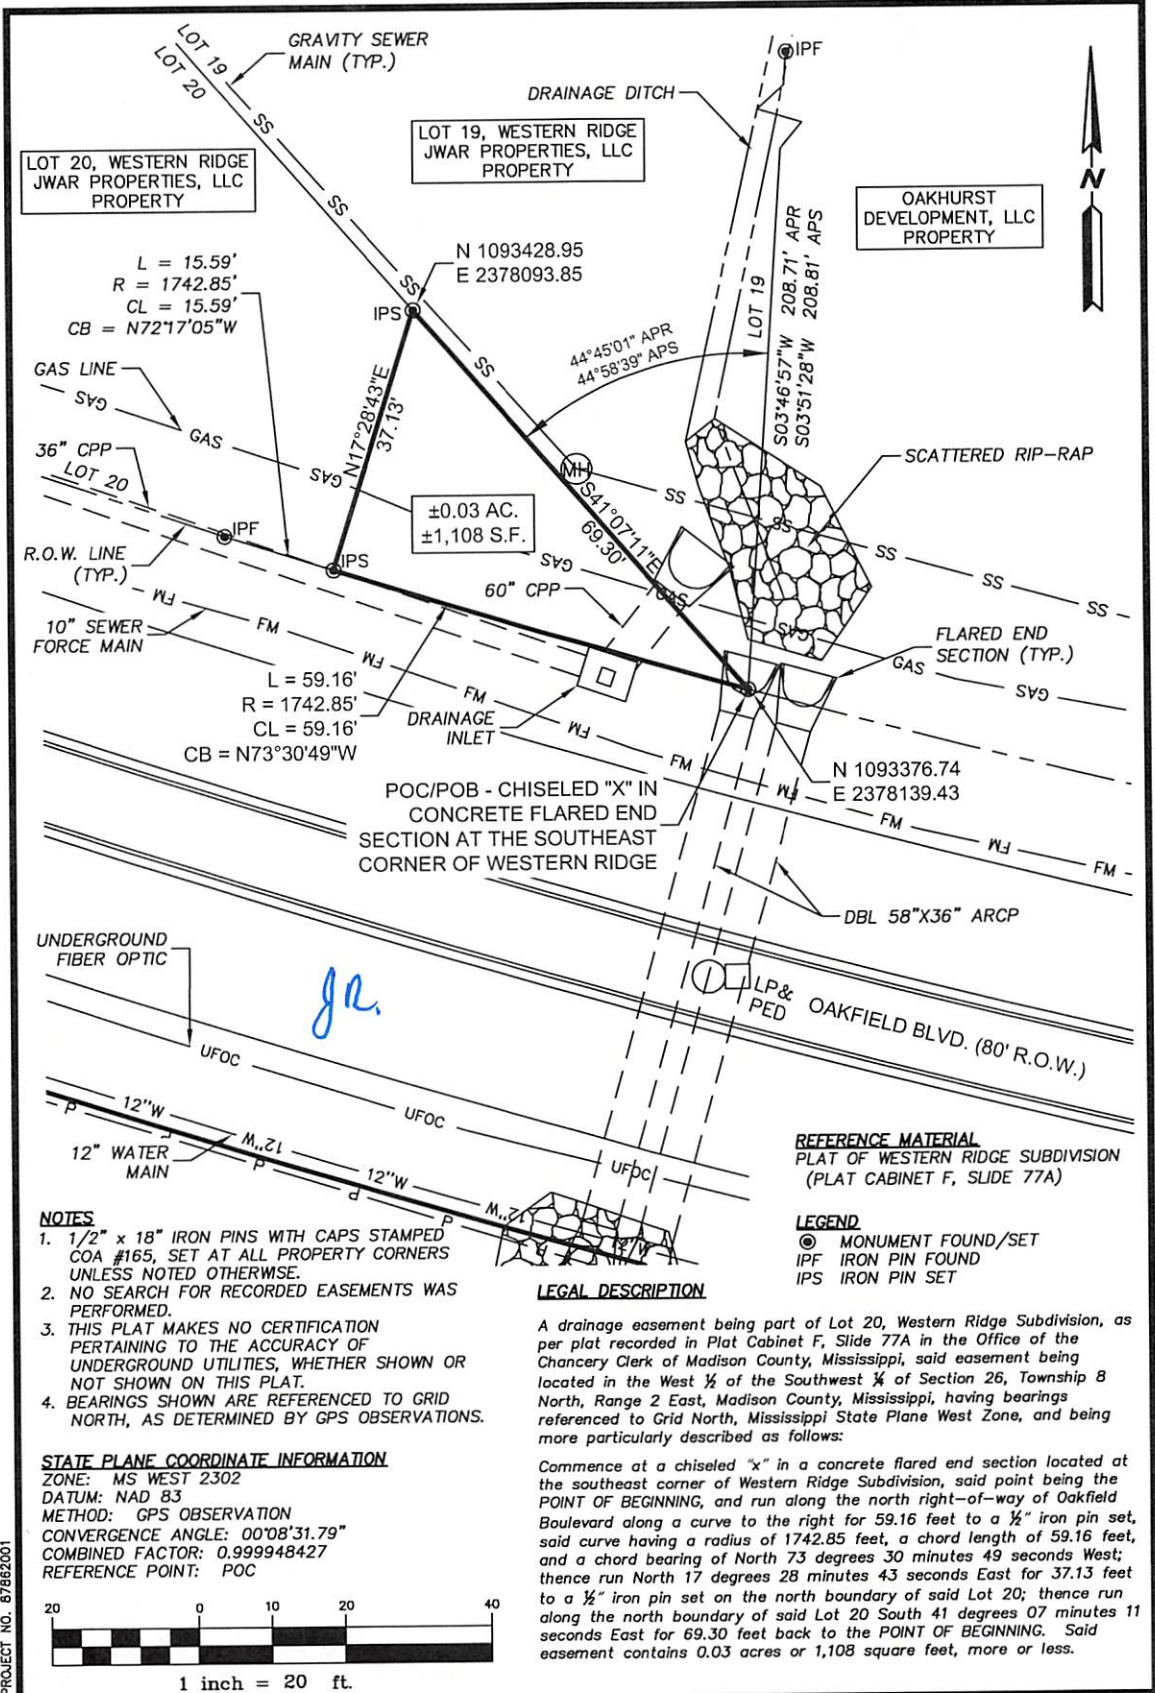 LOT 19
LOT 20
GRAVITY SEWER
MAIN (TYP.)
IPF
DRAINAGE DITCH
LOT 20, WESTERN RIDGE
JWAR PROPERTIES, LLC
PROPERTY
LOT 19, WESTERN RIDGE
JWAR PROPERTIES, LLC
PROPERTY
OAKHURST
DEVELOPMENT, LLC
PROPERTY
N
SS
SS
SS
SS
SS
SS
SS
SS
SS
L = 15.59'
R = 1742.85'
CL = 15.59'
CB = N72°17'05"W
N 1093428.95
E 2378093.85
IPS
LOT 19
S03°46'57"W 208.71' APR
S03°51'28"W 208.81' APS
44°45'01" APR
44°58'39" APS
GAS LINE
GAS
GAS
GAS
GAS
GAS
GAS
GAS
GAS
36" CPP
LOT 20
N17°28'43"E
37.13'
MH
S41°07'11"E
69.30'
SCATTERED RIP-RAP
±0.03 AC.
±1,108 S.F.
IPF
R.O.W. LINE
(TYP.)
IPS
60" CPP
10" SEWER
FORCE MAIN
FM
FM
FM
FM
FM
FM
FM
FM
FM
FM
FLARED END
SECTION (TYP.)
L = 59.16'
R = 1742.85'
CL = 59.16'
CB = N73°30'49"W
DRAINAGE
INLET
N 1093376.74
E 2378139.43
POC/POB - CHISELED "X" IN
CONCRETE FLARED END
SECTION AT THE SOUTHEAST
CORNER OF WESTERN RIDGE
DBL 58"X36" ARCP
UNDERGROUND
FIBER OPTIC
JR.
LP&
PED
OAKFIELD BLVD. (80' R.O.W.)
UFOC
UFOC
UFOC
12"W
12"W
12"W
12"W
12"W
P
P
P
P
P
P
12" WATER
MAIN
REFERENCE MATERIAL
PLAT OF WESTERN RIDGE SUBDIVISION
(PLAT CABINET F, SLIDE 77A)
LEGEND
MONUMENT FOUND/SET
IPF IRON PIN FOUND
IPS IRON PIN SET
NOTES
1. 1/2" x 18" IRON PINS WITH CAPS STAMPED
COA #165, SET AT ALL PROPERTY CORNERS
UNLESS NOTED OTHERWISE.
2. NO SEARCH FOR RECORDED EASEMENTS WAS
PERFORMED.
3. THIS PLAT MAKES NO CERTIFICATION
PERTAINING TO THE ACCURACY OF
UNDERGROUND UTILITIES, WHETHER SHOWN OR
NOT SHOWN ON THIS PLAT.
4. BEARINGS SHOWN ARE REFERENCED TO GRID
NORTH, AS DETERMINED BY GPS OBSERVATIONS.
STATE PLANE COORDINATE INFORMATION
ZONE: MS WEST 2302
DATUM: NAD 83
METHOD: GPS OBSERVATION
CONVERGENCE ANGLE: 00°08'31.79"
COMBINED FACTOR: 0.999948427
REFERENCE POINT: POC
20 0 10 20 40
1 inch = 20 ft.
PROJECT NO. 87862001
LEGAL DESCRIPTION
A drainage easement being part of Lot 20, Western Ridge Subdivision, as
per plat recorded in Plat Cabinet F, Slide 77A in the Office of the
Chancery Clerk of Madison County, Mississippi, said easement being
located in the West ½ of the Southwest ¼ of Section 26, Township 8
North, Range 2 East, Madison County, Mississippi, having bearings
referenced to Grid North, Mississippi State Plane West Zone, and being
more particularly described as follows:
Commence at a chiseled "x" in a concrete flared end section located at
the southeast corner of Western Ridge Subdivision, said point being the
POINT OF BEGINNING, and run along the north right-of-way of Oakfield
Boulevard along a curve to the right for 59.16 feet to a ½" iron pin set,
said curve having a radius of 1742.85 feet, a chord length of 59.16 feet,
and a chord bearing of North 73 degrees 30 minutes 49 seconds West;
thence run North 17 degrees 28 minutes 43 seconds East for 37.13 feet
to a ½" iron pin set on the north boundary of said Lot 20; thence run
along the north boundary of said Lot 20 South 41 degrees 07 minutes 11
seconds East for 69.30 feet back to the POINT OF BEGINNING. Said
easement contains 0.03 acres or 1,108 square feet, more or less.